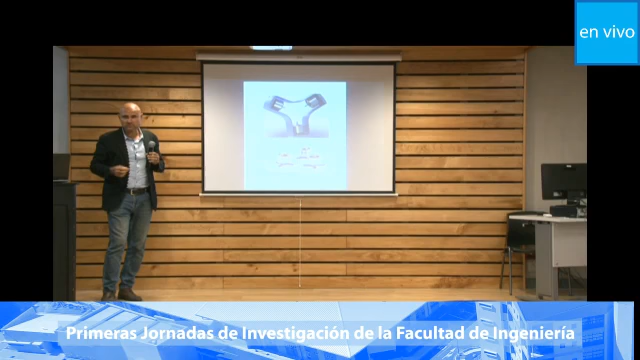 en vivo
Primeras Jornadas de Investigación de la Facultad de Ingeniería